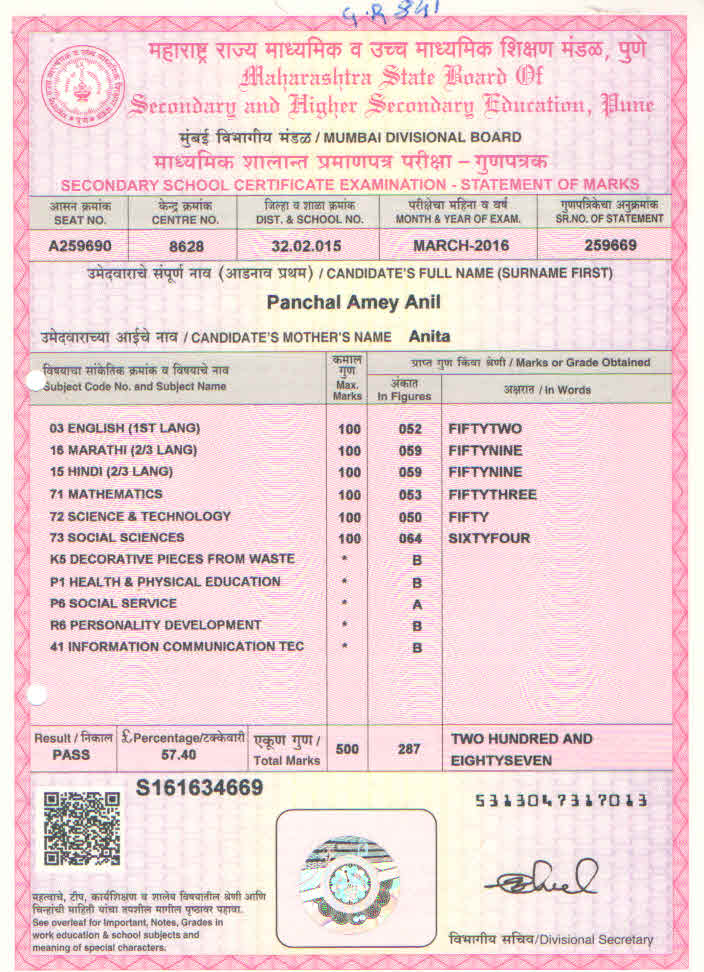 G.R 841
महाराष्ट्र राज्य माध्यमिक व उच्च माध्यमिक शिक्षण मंडळ, पुणे
Maharashtra State Board Of
Secondary and Higher Secondary Education, Pune
मुंबई विभागीय मंडळ / MUMBAI DIVISIONAL BOARD
माध्यमिक शालान्त प्रमाणपत्र परीक्षा – गुणपत्रक
SECONDARY SCHOOL CERTIFICATE EXAMINATION - STATEMENT OF MARKS
आसन क्रमांक केन्द्र क्रमांक जिल्हा व शाळा क्रमांक परीक्षेचा महिना व वर्ष गुणपत्रिकेचा अनुक्रमांक
SEAT NO. CENTRE NO. DIST. & SCHOOL NO. MONTH & YEAR OF EXAM. SR.NO. OF STATEMENT
A259690 8628 32.02.015 MARCH-2016 259669
उमेदवाराचे संपूर्ण नाव (आडनाव प्रथम) / CANDIDATE'S FULL NAME (SURNAME FIRST)
Panchal Amey Anil
उमेदवाराच्या आईचे नाव / CANDIDATE'S MOTHER'S NAME Anita
विषयाचा सांकेतिक क्रमांक व विषयाचे नाव
Subject Code No. and Subject Name
कमाल
गुण
Max.
Marks
प्राप्त गुण किंवा श्रेणी / Marks or Grade Obtained
अंकात
In Figures
अक्षरात / In Words
03 ENGLISH (1ST LANG) 100 052 FIFTYTWO
16 MARATHI (2/3 LANG) 100 059 FIFTYNINE
15 HINDI (2/3 LANG) 100 059 FIFTYNINE
71 MATHEMATICS 100 053 FIFTYTHREE
72 SCIENCE & TECHNOLOGY 100 050 FIFTY
73 SOCIAL SCIENCES 100 064 SIXTYFOUR
K5 DECORATIVE PIECES FROM WASTE * B
P1 HEALTH & PHYSICAL EDUCATION * B
P6 SOCIAL SERVICE * A
R6 PERSONALITY DEVELOPMENT * B
41 INFORMATION COMMUNICATION TEC * B
Result / निकाल £Percentage/टक्केवारी एकूण गुण / 500 287 TWO HUNDRED AND
PASS 57.40 Total Marks EIGHTYSEVEN
S161634669
5313047317013
महत्वाचे, टीप, कार्यशिक्षण व शालेय विषयातील श्रेणी आणि
चिन्हांची माहिती यांचा तपशील मागील पृष्ठावर पहावा.
See overleaf for Important, Notes, Grades in
work education & school subjects and
meaning of special characters.
विभागीय सचिव/Divisional Secretary